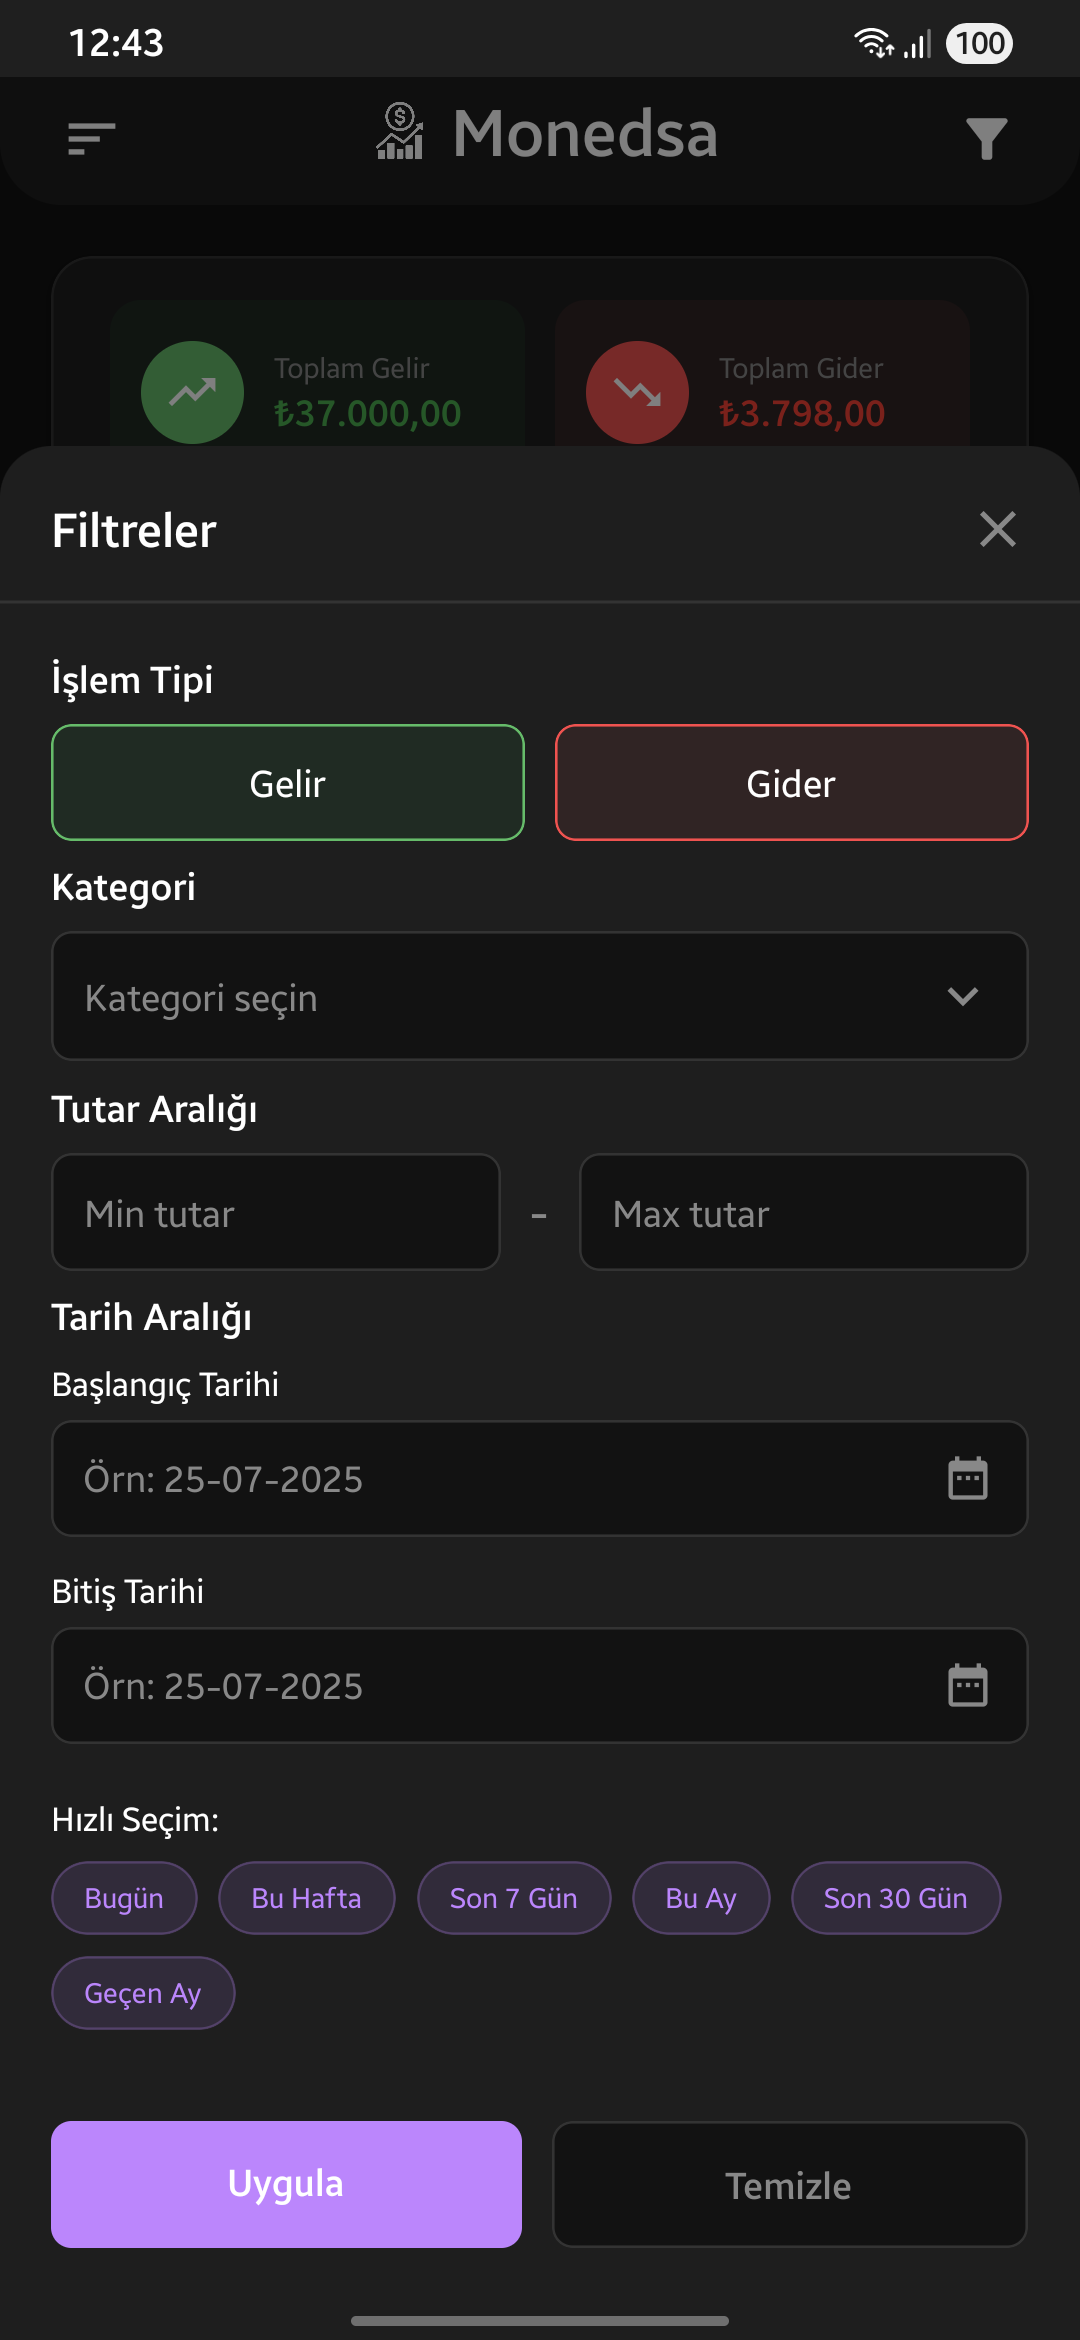 12:43
100
Monedsa
Toplam Gelir
₺37.000,00
Toplam Gider
₺3.798,00
Filtreler
İşlem Tipi
Gelir
Gider
Kategori
Kategori seçin
Tutar Aralığı
Min tutar
-
Max tutar
Tarih Aralığı
Başlangıç Tarihi
Örn: 25-07-2025
Bitiş Tarihi
Örn: 25-07-2025
Hızlı Seçim:
Bugün
Bu Hafta
Son 7 Gün
Bu Ay
Son 30 Gün
Geçen Ay
Uygula
Temizle